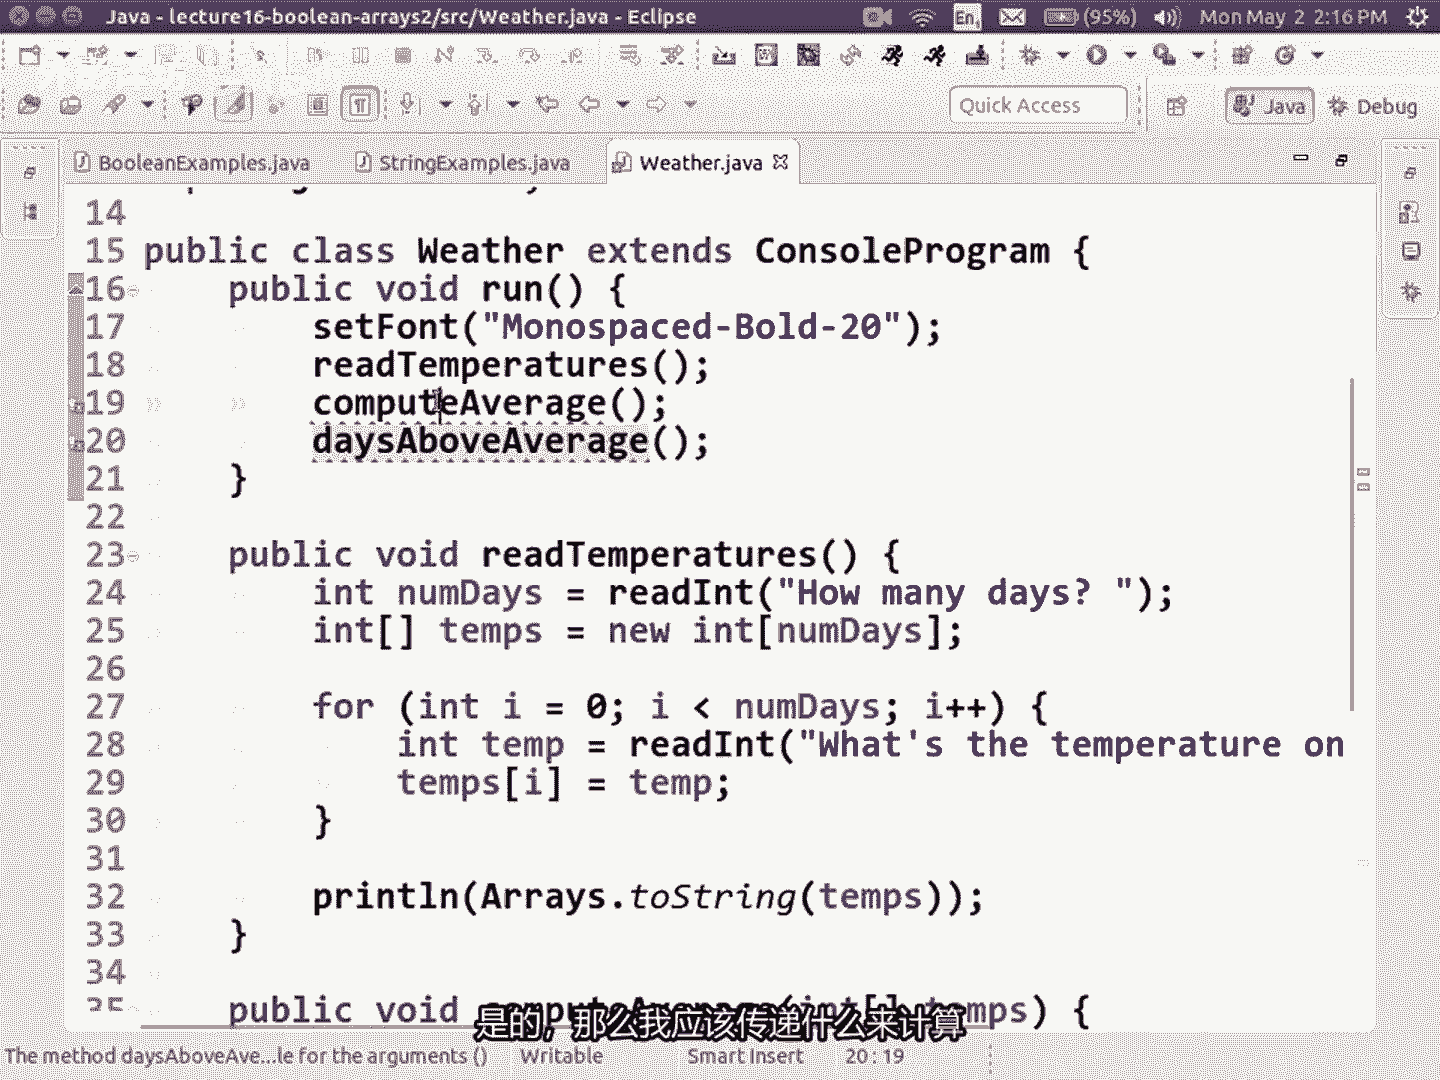 Java - lecture16-boolean-arrays2/src/Weather.java - Eclipse
En
(95%)
Mon May 2 2:16 PM
Quick Access
Java
Debug
BooleanExamples.java
StringExamples.java
Weather.java
14
15 public class Weather extends ConsoleProgram {
16 public void run() {
17 setFont("Monospaced-Bold-20");
18 readTemperatures();
19 computeAverage();
20 daysAboveAverage();
21 }
22
23 public void readTemperatures() {
24 int numDays = readInt("How many days? ");
25 int[] temps = new int[numDays];
26
27 for (int i = 0; i < numDays; i++) {
28 int temp = readInt("What's the temperature on
29 temps[i] = temp;
30 }
31
32 println(Arrays.toString(temps));
33 }
34
35 public void computeAverage(int[] temps) {
是的，那么我应该传递什么来计算
The method daysAboveAve...le for the arguments ()
Writable
Smart Insert
20 : 19